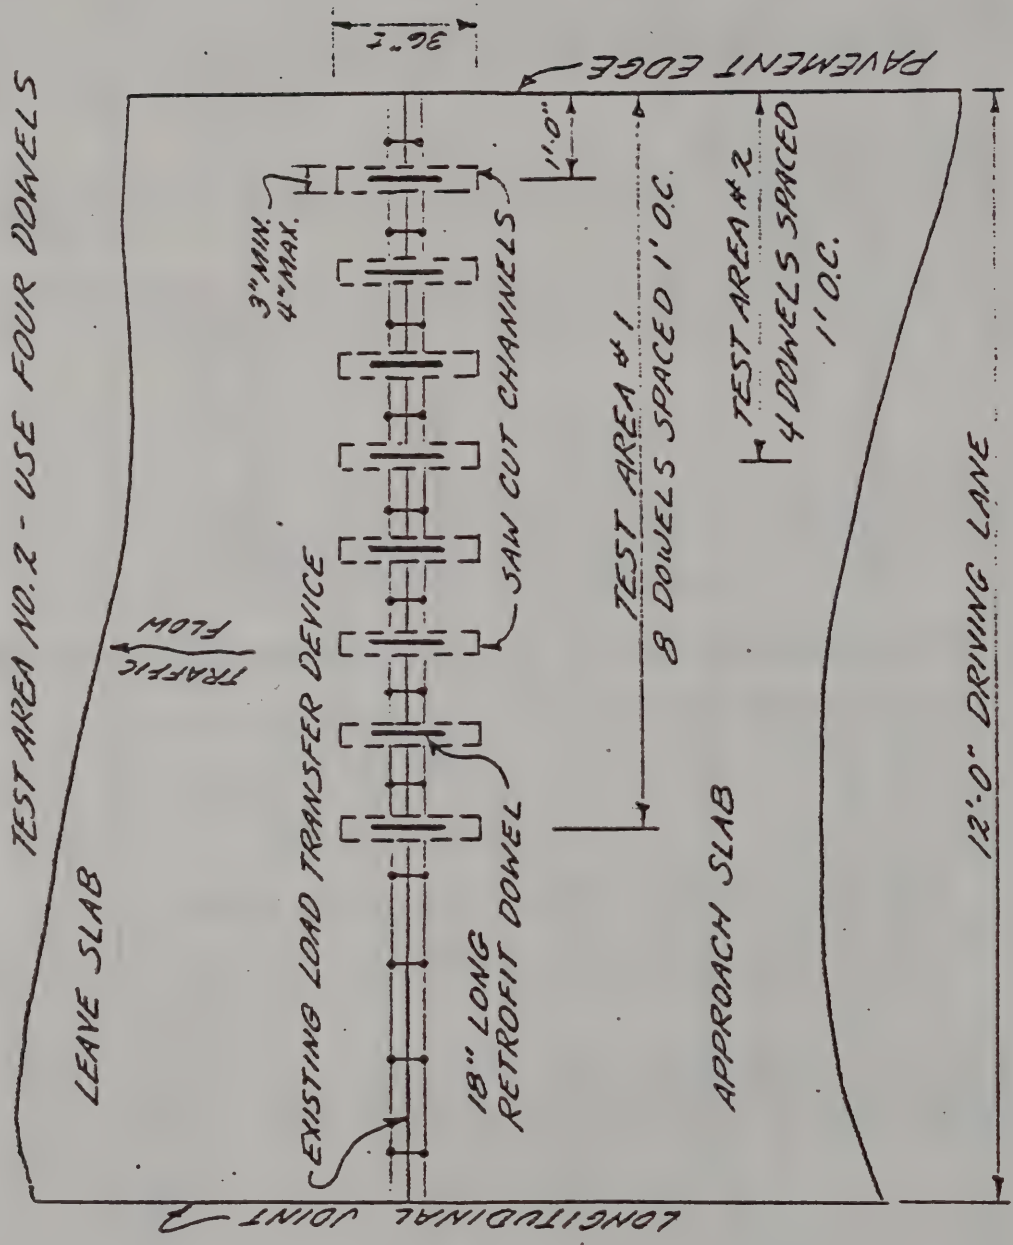 TEST AREA NO. 2 - USE FOUR DOWELS
LEAVE SLAB
TRAFFIC
FLOW
3" MIN.
4" MAX.
36" ±
PAVEMENT EDGE
EXISTING LOAD TRANSFER DEVICE
SAW CUT CHANNELS
1'-0"
18" LONG
RETROFIT DOWEL
TEST AREA #1
8 DOWELS SPACED 1' O.C.
TEST AREA #2
4 DOWELS SPACED
1' O.C.
APPROACH SLAB
LONGITUDINAL JOINT
12'-0" DRIVING LANE